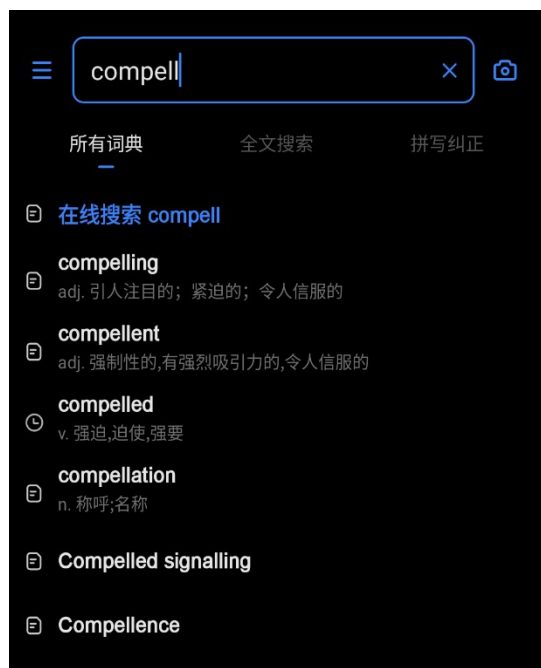 compell
所有词典 全文搜索 拼写纠正
在线搜索 compell
compelling
adj. 引人注目的；紧迫的；令人信服的
compellent
adj. 强制性的,有强烈吸引力的,令人信服的
compelled
v. 强迫,迫使,强要
compellation
n. 称呼;名称
Compelled signalling
Compellence